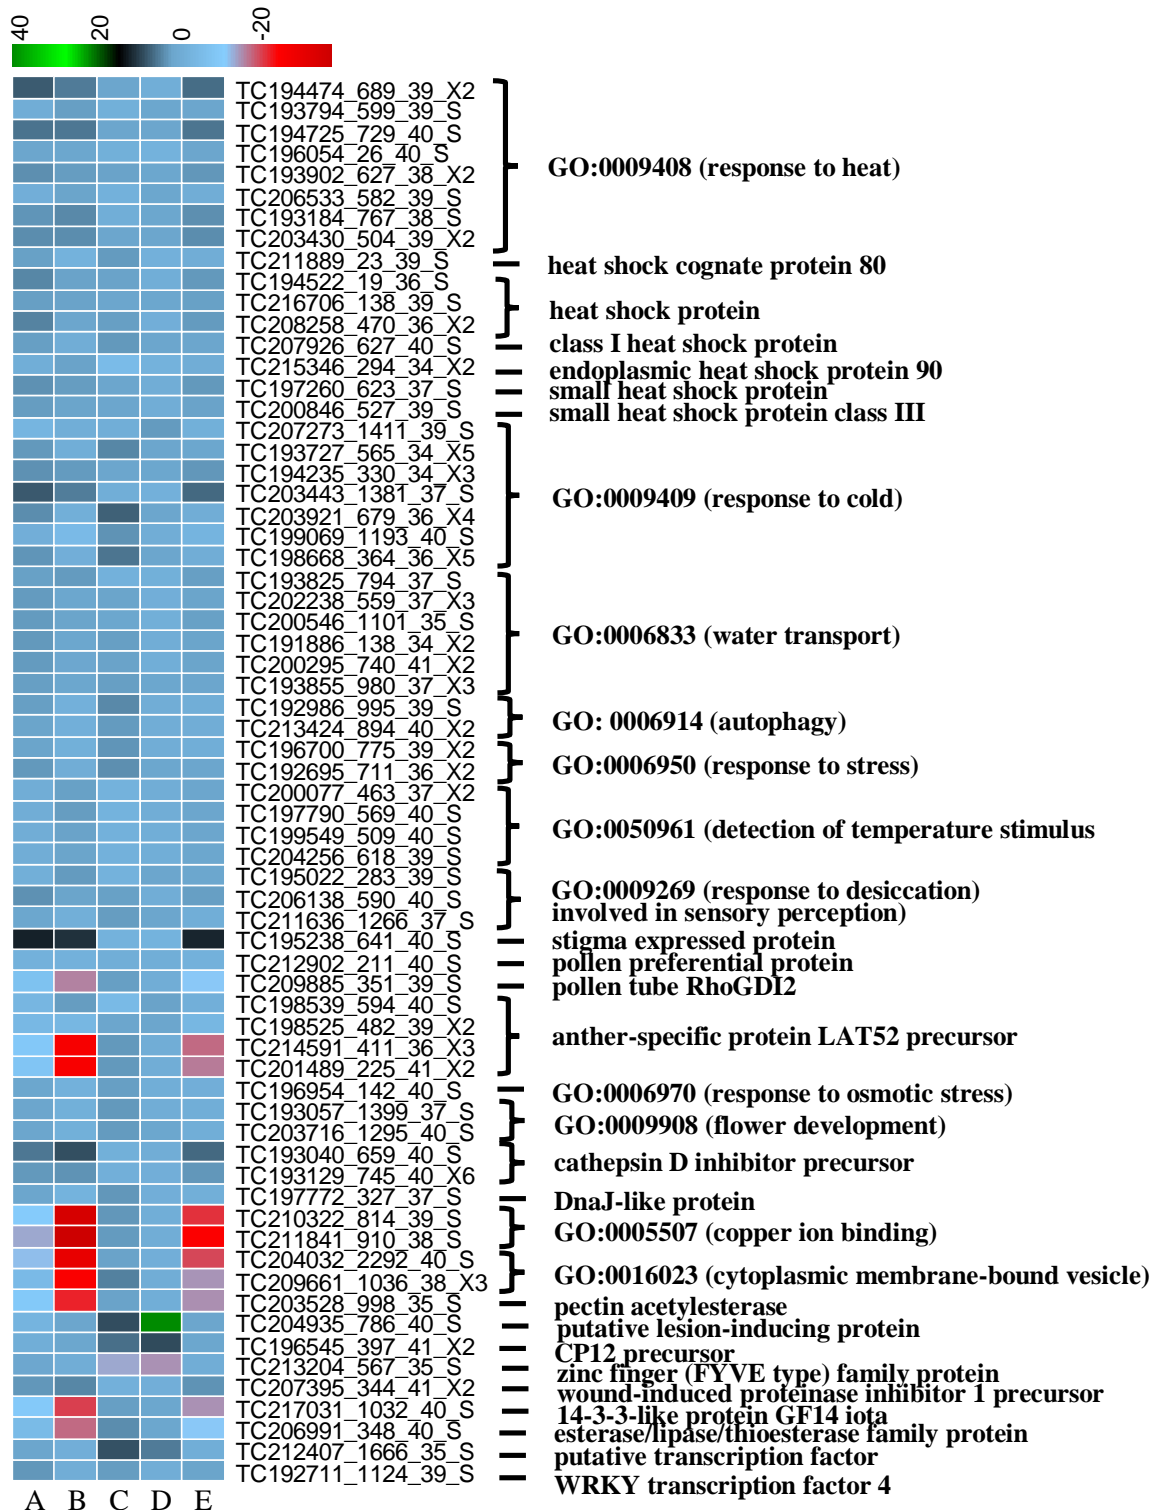 40 20 0 -20
TC194474_689_39_X2
TC193794_599_39_S
TC194725_729_40_S
TC196054_26_40_S
TC193902_627_38_X2
GO:0009408 (response to heat)
TC206533_582_39_S
TC193184_767_38_S
TC203430_504_39_X2
TC211889_23_39_S
heat shock cognate protein 80
TC194522_19_36_S
TC216706_138_39_S
heat shock protein
TC208258_470_36_X2
TC207926_627_40_S
class I heat shock protein
TC215346_294_34_X2
endoplasmic heat shock protein 90
TC197260_623_37_S
small heat shock protein
TC200846_527_39_S
small heat shock protein class III
TC207273_1411_39_S
TC193727_565_34_X5
TC194235_330_34_X3
TC203443_1381_37_S
GO:0009409 (response to cold)
TC203921_679_36_X4
TC199069_1193_40_S
TC198668_364_36_X5
TC193825_794_37_S
TC202238_559_37_X3
TC200546_1101_35_S
GO:0006833 (water transport)
TC191886_138_34_X2
TC200295_740_41_X2
TC193855_980_37_X3
TC192986_995_39_S
GO: 0006914 (autophagy)
TC213424_894_40_X2
TC196700_775_39_X2
GO:0006950 (response to stress)
TC192695_711_36_X2
TC200077_463_37_X2
TC197790_569_40_S
GO:0050961 (detection of temperature stimulus
TC199549_509_40_S
TC204256_618_39_S
TC195022_283_39_S
GO:0009269 (response to desiccation)
TC206138_590_40_S
involved in sensory perception)
TC211636_1266_37_S
TC195238_641_40_S
stigma expressed protein
TC212902_211_40_S
pollen preferential protein
TC209885_351_39_S
pollen tube RhoGDI2
TC198539_594_40_S
TC198525_482_39_X2
anther-specific protein LAT52 precursor
TC214591_411_36_X3
TC201489_225_41_X2
TC196954_142_40_S
GO:0006970 (response to osmotic stress)
TC193057_1399_37_S
GO:0009908 (flower development)
TC203716_1295_40_S
TC193040_659_40_S
cathepsin D inhibitor precursor
TC193129_745_40_X6
TC197772_327_37_S
DnaJ-like protein
TC210322_814_39_S
GO:0005507 (copper ion binding)
TC211841_910_38_S
TC204032_2292_40_S
GO:0016023 (cytoplasmic membrane-bound vesicle)
TC209661_1036_38_X3
TC203528_998_35_S
pectin acetylesterase
TC204935_786_40_S
putative lesion-inducing protein
TC196545_397_41_X2
CP12 precursor
TC213204_567_35_S
zinc finger (FYVE type) family protein
TC207395_344_41_X2
wound-induced proteinase inhibitor 1 precursor
TC217031_1032_40_S
14-3-3-like protein GF14 iota
TC206991_348_40_S
esterase/lipase/thioesterase family protein
TC212407_1666_35_S
putative transcription factor
TC192711_1124_39_S
WRKY transcription factor 4
A B C D E